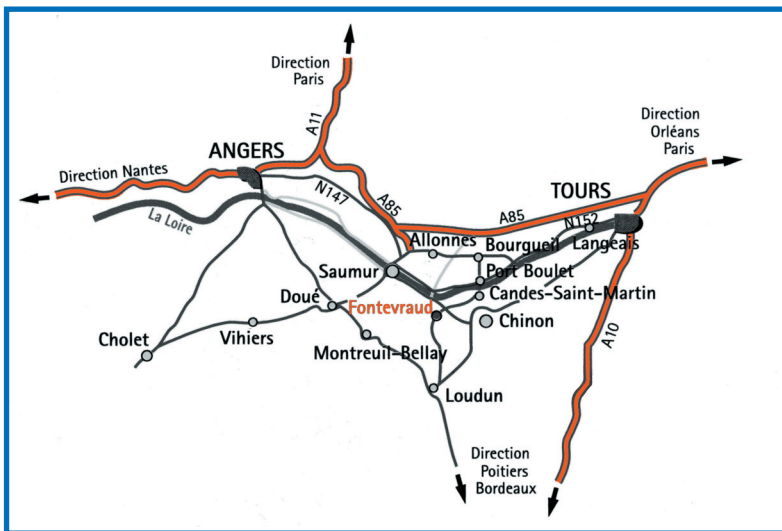 Direction
Paris
Direction
Orléans
Paris
A11
ANGERS
Direction Nantes
N147
TOURS
A85
A85
N152
La Loire
Allonnes
Bourgueil
Langeais
Saumur
Port Boulet
Doué
Fontevraud
Candes-Saint-Martin
Chinon
Cholet
Vihiers
Montreuil-Bellay
A10
Loudun
Direction
Poitiers
Bordeaux